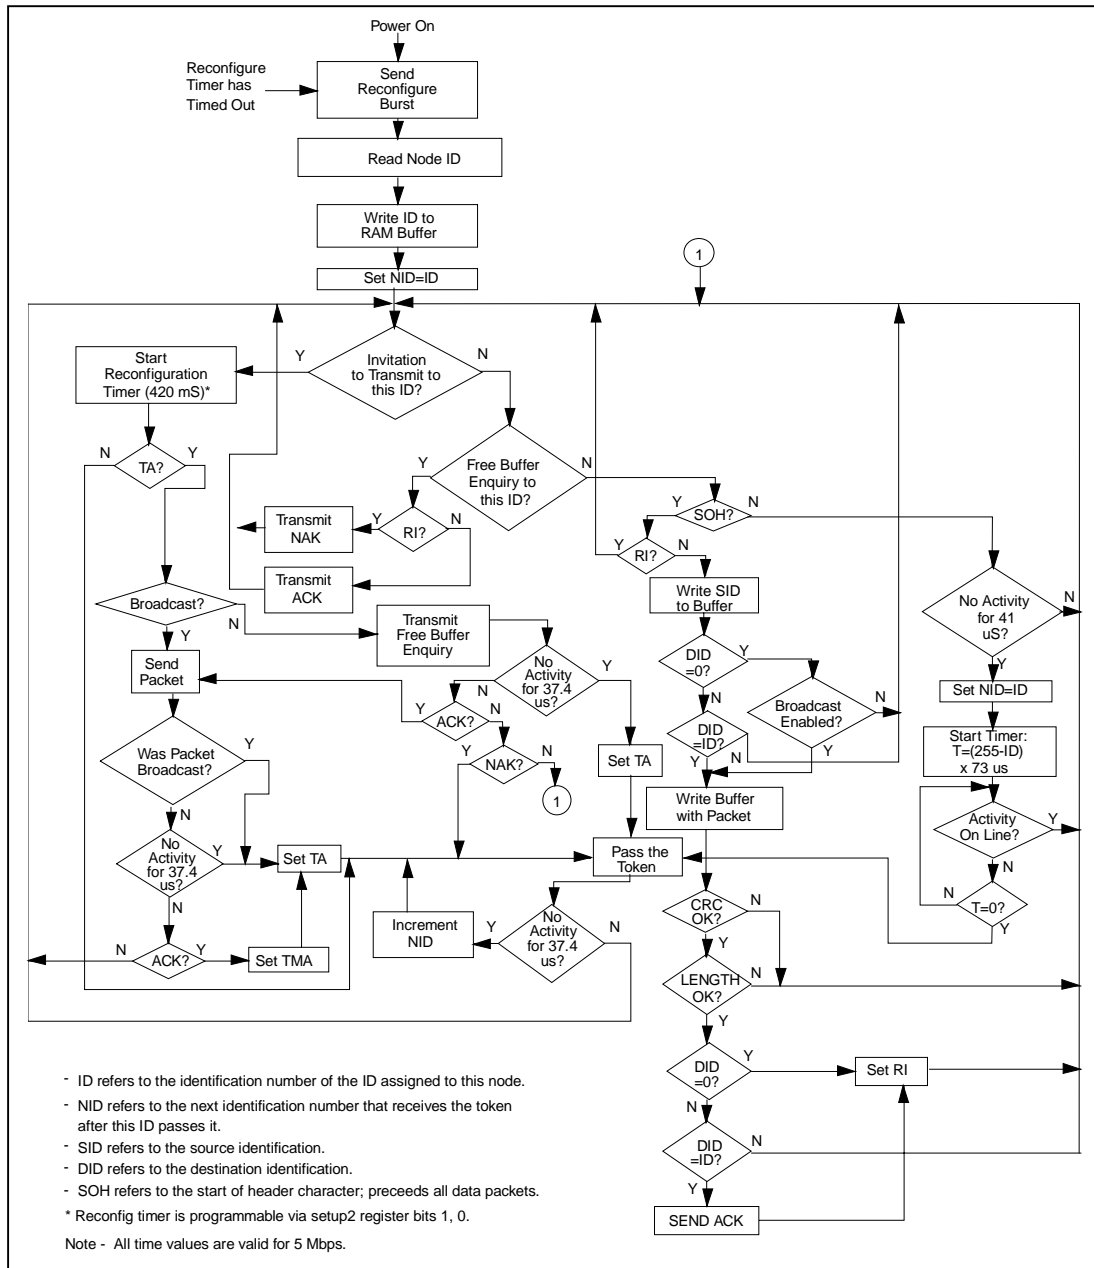 Power On
Reconfigure
Timer has
Timed Out
Send
Reconfigure
Burst
Read Node ID
Write ID to
RAM Buffer
Set NID=ID
1
Start
Reconfiguration
Timer (420 mS)*
Y
Invitation
to Transmit to
this ID?
N
N
TA?
Y
Y
Free Buffer
Enquiry to
this ID?
N
Transmit
NAK
Y
RI?
N
Y
SOH?
N
Transmit
ACK
Y
RI?
N
Write SID
to Buffer
No Activity
for 41
uS?
N
Y
Broadcast?
N
Y
Transmit
Free Buffer
Enquiry
DID
=0?
Y
N
Send
Packet
No
Activity
for 37.4
us?
Y
N
Set NID=ID
Broadcast
Enabled?
N
Y
ACK?
N
Y
DID
=ID?
N
Y
Start Timer:
T=(255-ID)
x 73 us
Was Packet
Broadcast?
Y
N
Y
NAK?
N
1
Set TA
Write Buffer
with Packet
Activity
On Line?
Y
N
No
Activity
for 37.4
us?
Y
N
Set TA
Pass the
Token
N
T=0?
Y
CRC
OK?
N
Y
Increment
NID
Y
No
Activity
for 37.4
us?
N
N
ACK?
Y
Set TMA
LENGTH
OK?
N
Y
DID
=0?
Y
N
Set RI
DID
=ID?
N
Y
SEND ACK
- ID refers to the identification number of the ID assigned to this node.
- NID refers to the next identification number that receives the token
after this ID passes it.
- SID refers to the source identification.
- DID refers to the destination identification.
- SOH refers to the start of header character; preceeds all data packets.
* Reconfig timer is programmable via setup2 register bits 1, 0.
Note - All time values are valid for 5 Mbps.